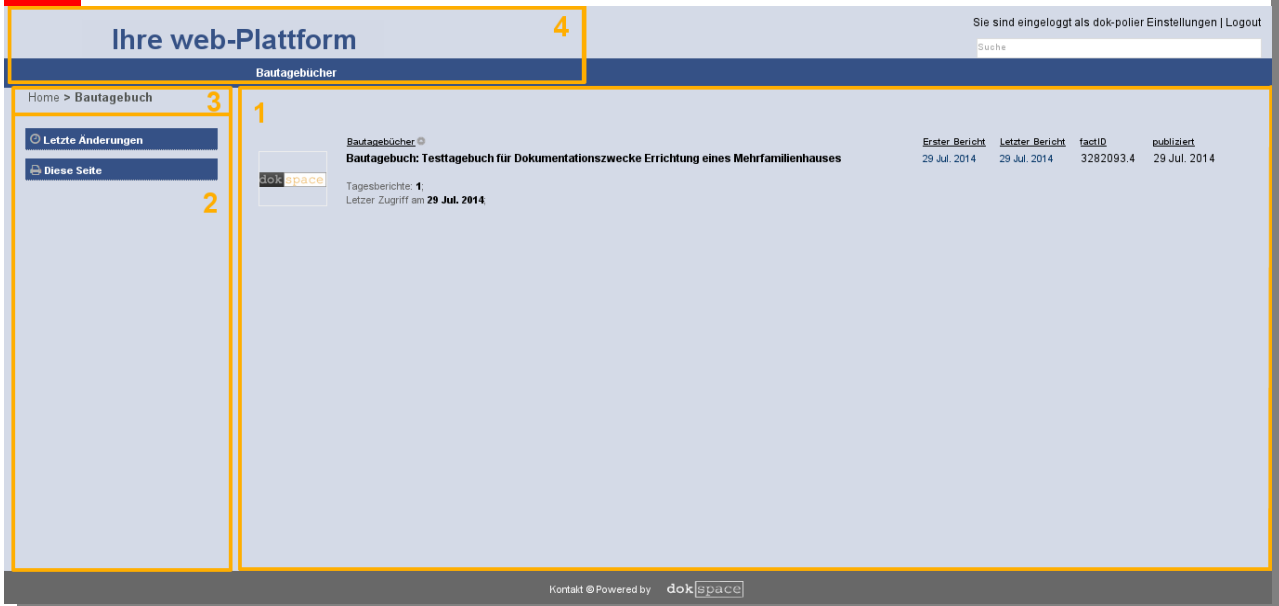 4
Sie sind eingeloggt als dok-polier Einstellungen | Logout
Ihre web-Plattform
Suche
Bautagebücher
Home > Bautagebuch
3
1
Letzte Änderungen
Diese Seite
2
Bautagebücher
Erster Bericht Letzter Bericht factID publiziert
Bautagebuch: Testtagebuch für Dokumentationszwecke Errichtung eines Mehrfamilienhauses
29 Jul. 2014 29 Jul. 2014 3282093.4 29 Jul. 2014
dok space
Tagesberichte: 1;
Letzer Zugriff am 29 Jul. 2014;
Kontakt © Powered by dok space